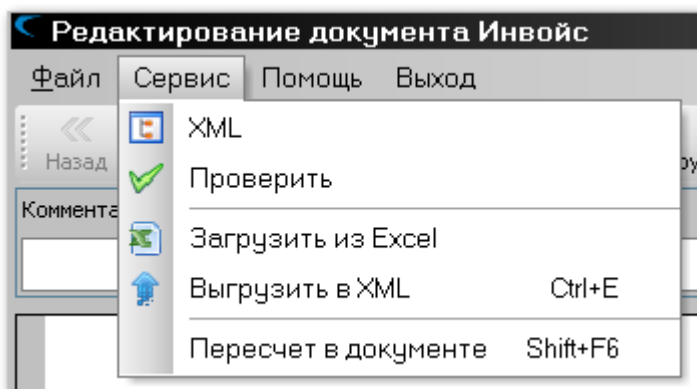 Редактирование документа Инвойс
Файл Сервис Помощь Выход
XML
Назад
Проверить
Коммента
Загрузить из Excel
Выгрузить в XML Ctrl+E
Пересчет в документе Shift+F6